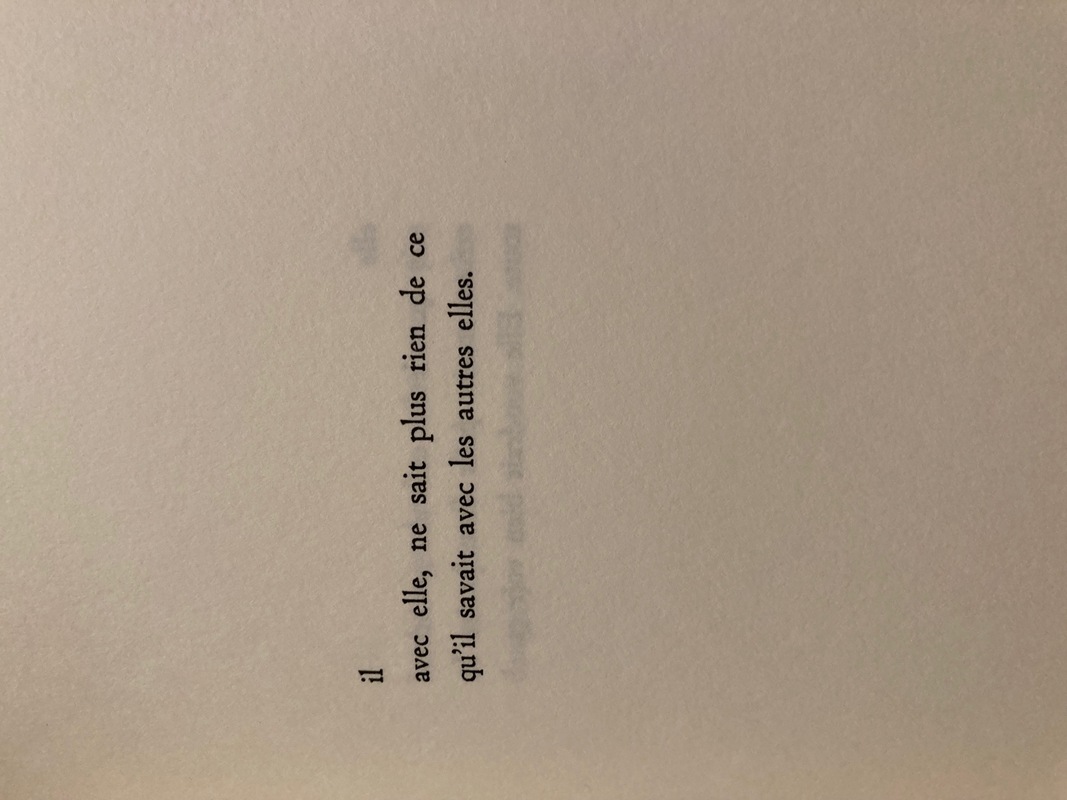 il
avec elle, ne sait plus rien de ce
qu'il savait avec les autres elles.